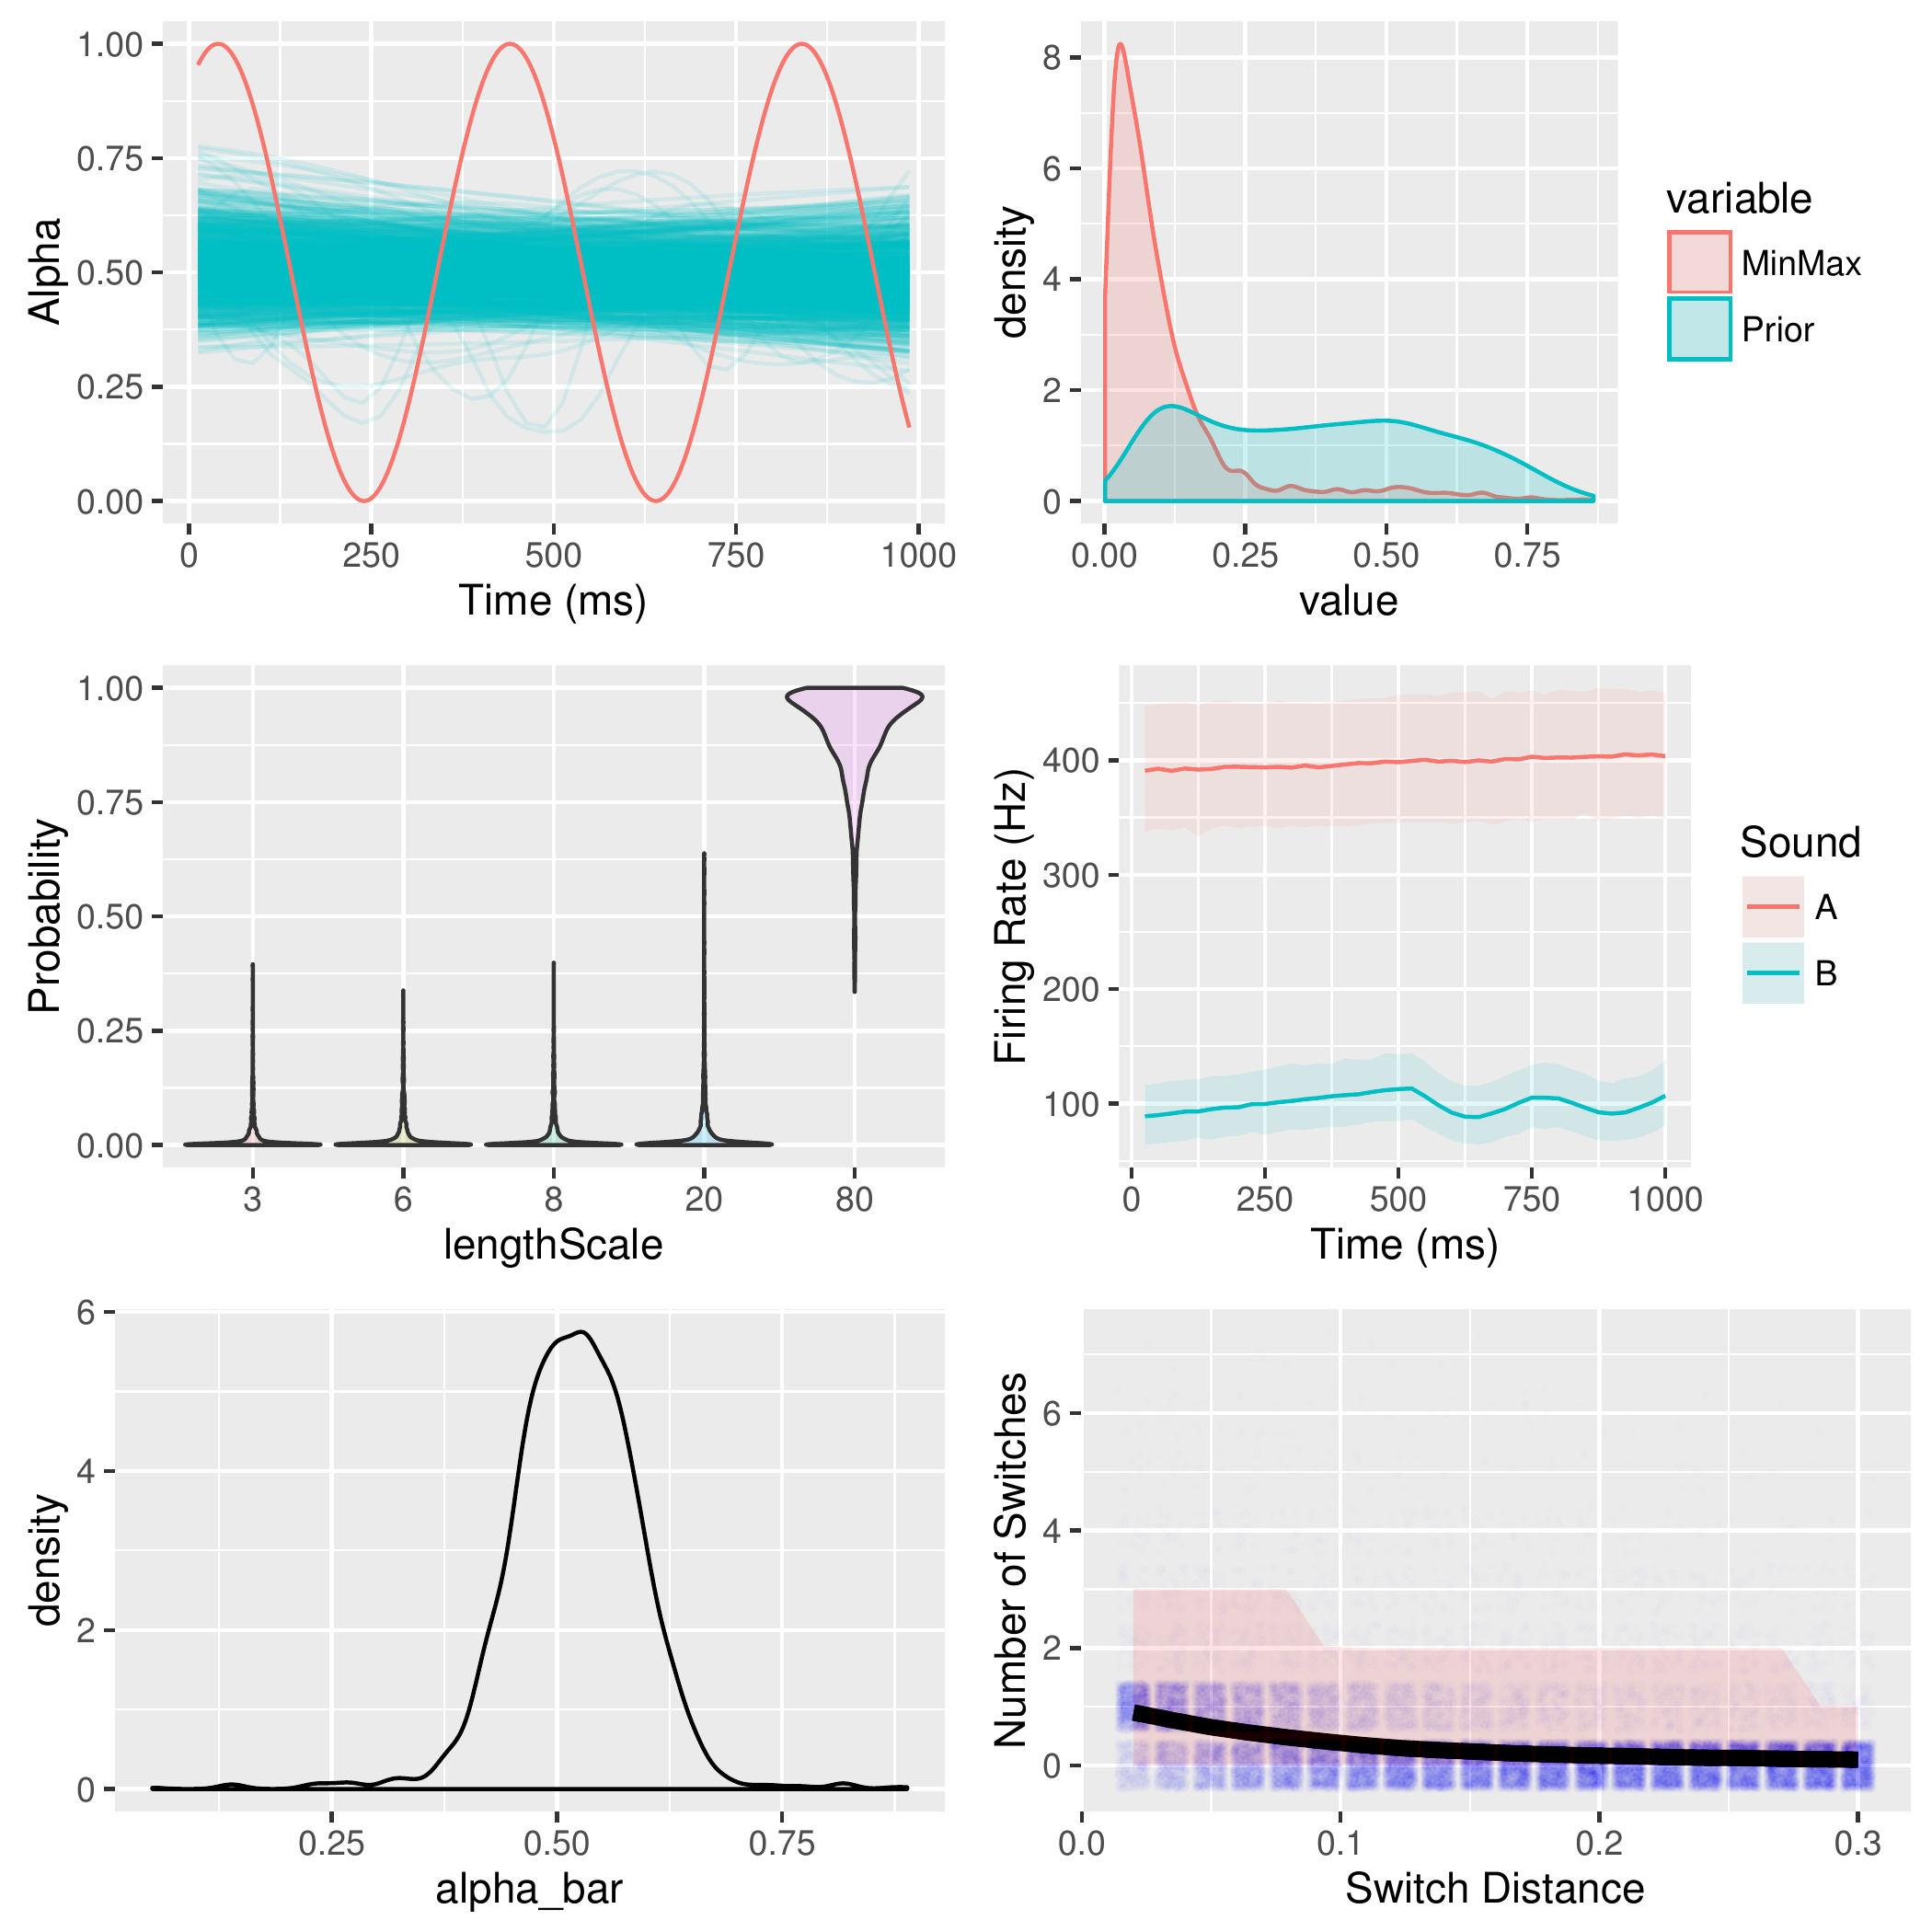 1.00
0.75
0.50
0.25
0.00
Alpha
0
250
500
750
1000
Time (ms)
8
6
4
2
0
density
0.00
0.25
0.50
0.75
value
variable
MinMax
Prior
1.00
0.75
0.50
0.25
0.00
Probability
3
6
8
20
80
lengthScale
400
300
200
100
Firing Rate (Hz)
0
250
500
750
1000
Time (ms)
Sound
A
B
6
4
2
0
density
0.25
0.50
0.75
alpha_bar
6
4
2
0
Number of Switches
0.0
0.1
0.2
0.3
Switch Distance